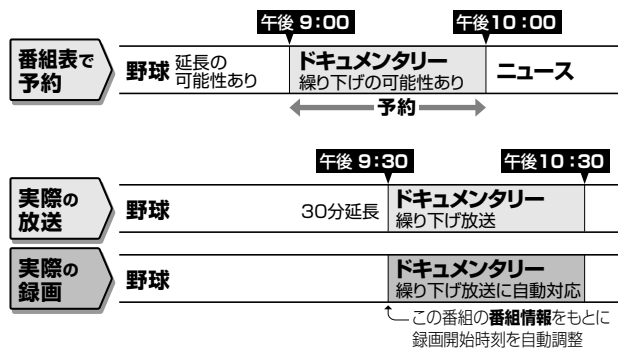 午後 9:00
午後10:00
番組表で
予約
野球 延長の
可能性あり
ドキュメンタリー
繰り下げの可能性あり
ニュース
予約
午後 9:30
午後10:30
実際の
放送
野球
30分延長
ドキュメンタリー
繰り下げ放送
実際の
録画
野球
ドキュメンタリー
繰り下げ放送に自動対応
この番組の番組情報をもとに
録画開始時刻を自動調整